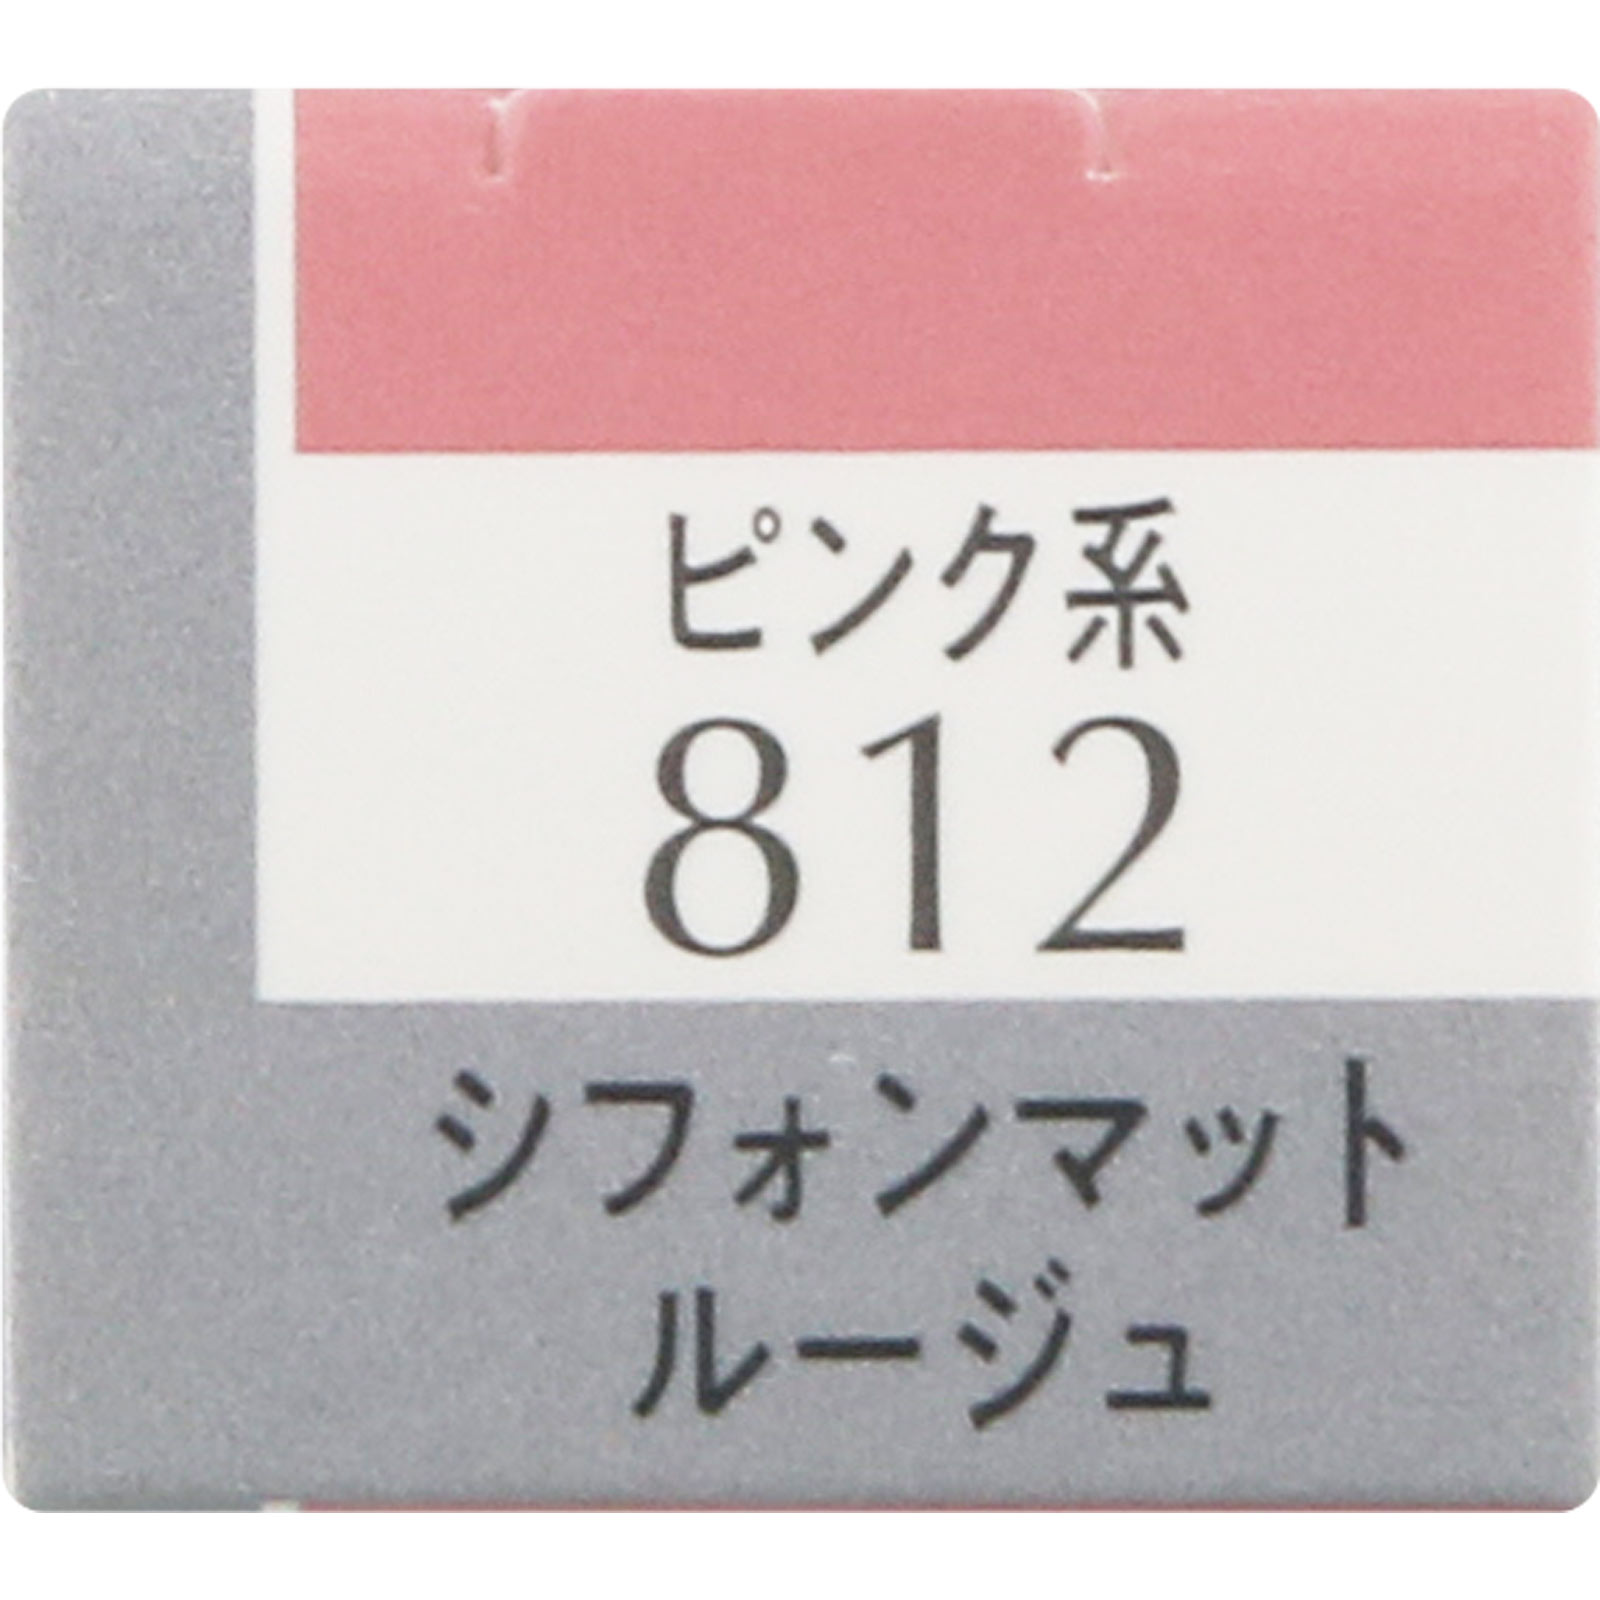 ピンク系
812
シフォンマット
ルージュ